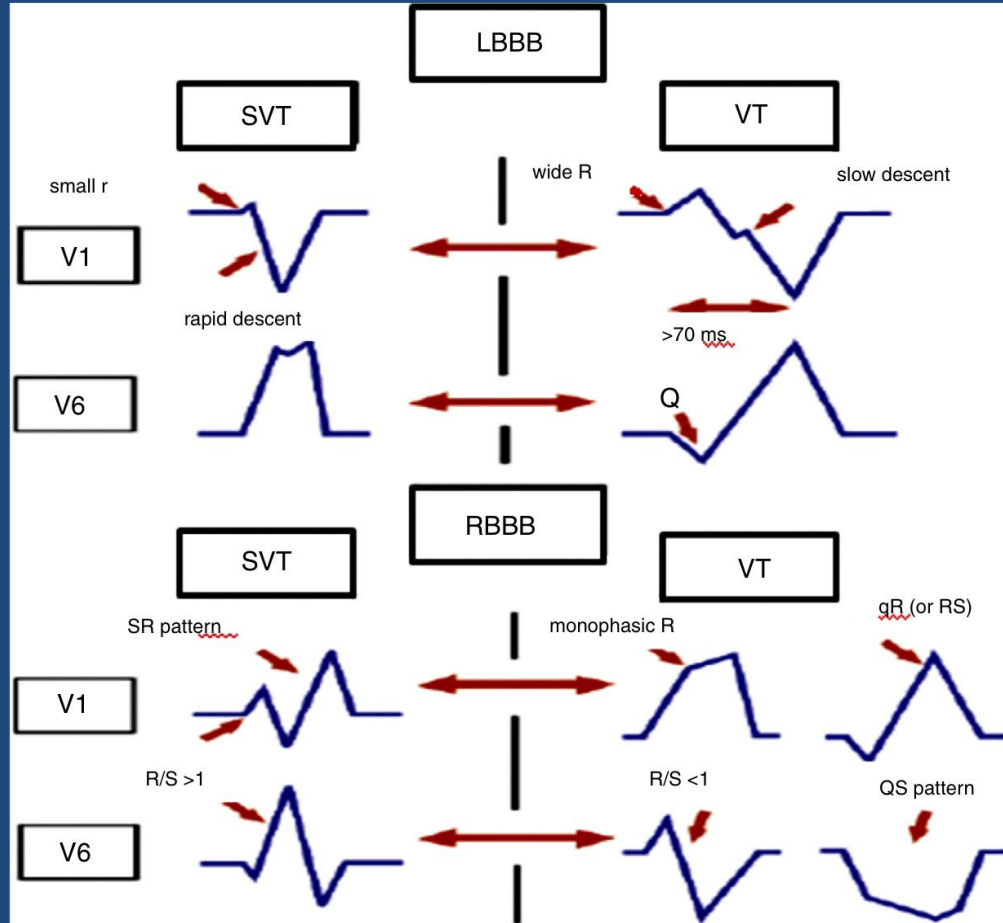 LBBB
SVT
VT
small r
wide R
slow descent
V1
rapid descent
>70 ms
V6
Q
RBBB
SVT
VT
SR pattern
monophasic R
qR (or RS)
V1
R/S >1
R/S <1
QS pattern
V6